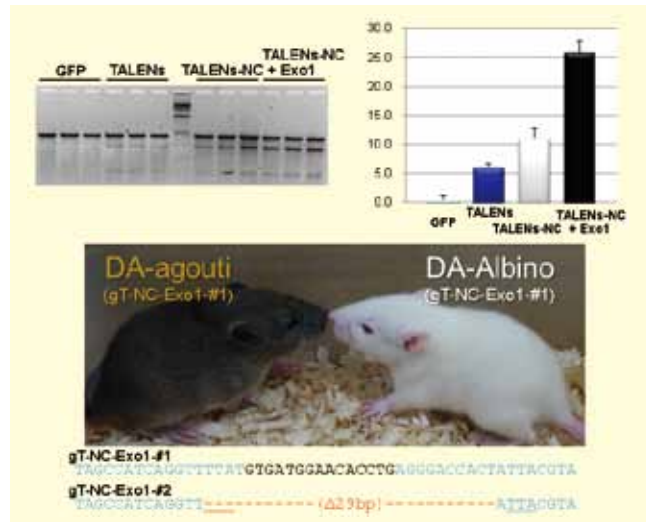 GFP TALENs TALENs-NC TALENs-NC + Exo1
30.0
25.0
20.0
15.0
10.0
5.0
0.0
GFP TALENs TALENs-NC TALENs-NC + Exo1
DA-agouti
(gT-NC-Exo1-#1)
DA-Albino
(gT-NC-Exo1-#1)
gT-NC-Exo1-#1
TAGCCATCAGGTTTTATGTGATGGAACACCTGAGGGACCACTATTACGTA
gT-NC-Exo1-#2
TAGCCATCAGGTT-----------(Δ29bp)-----------ATTACGTA